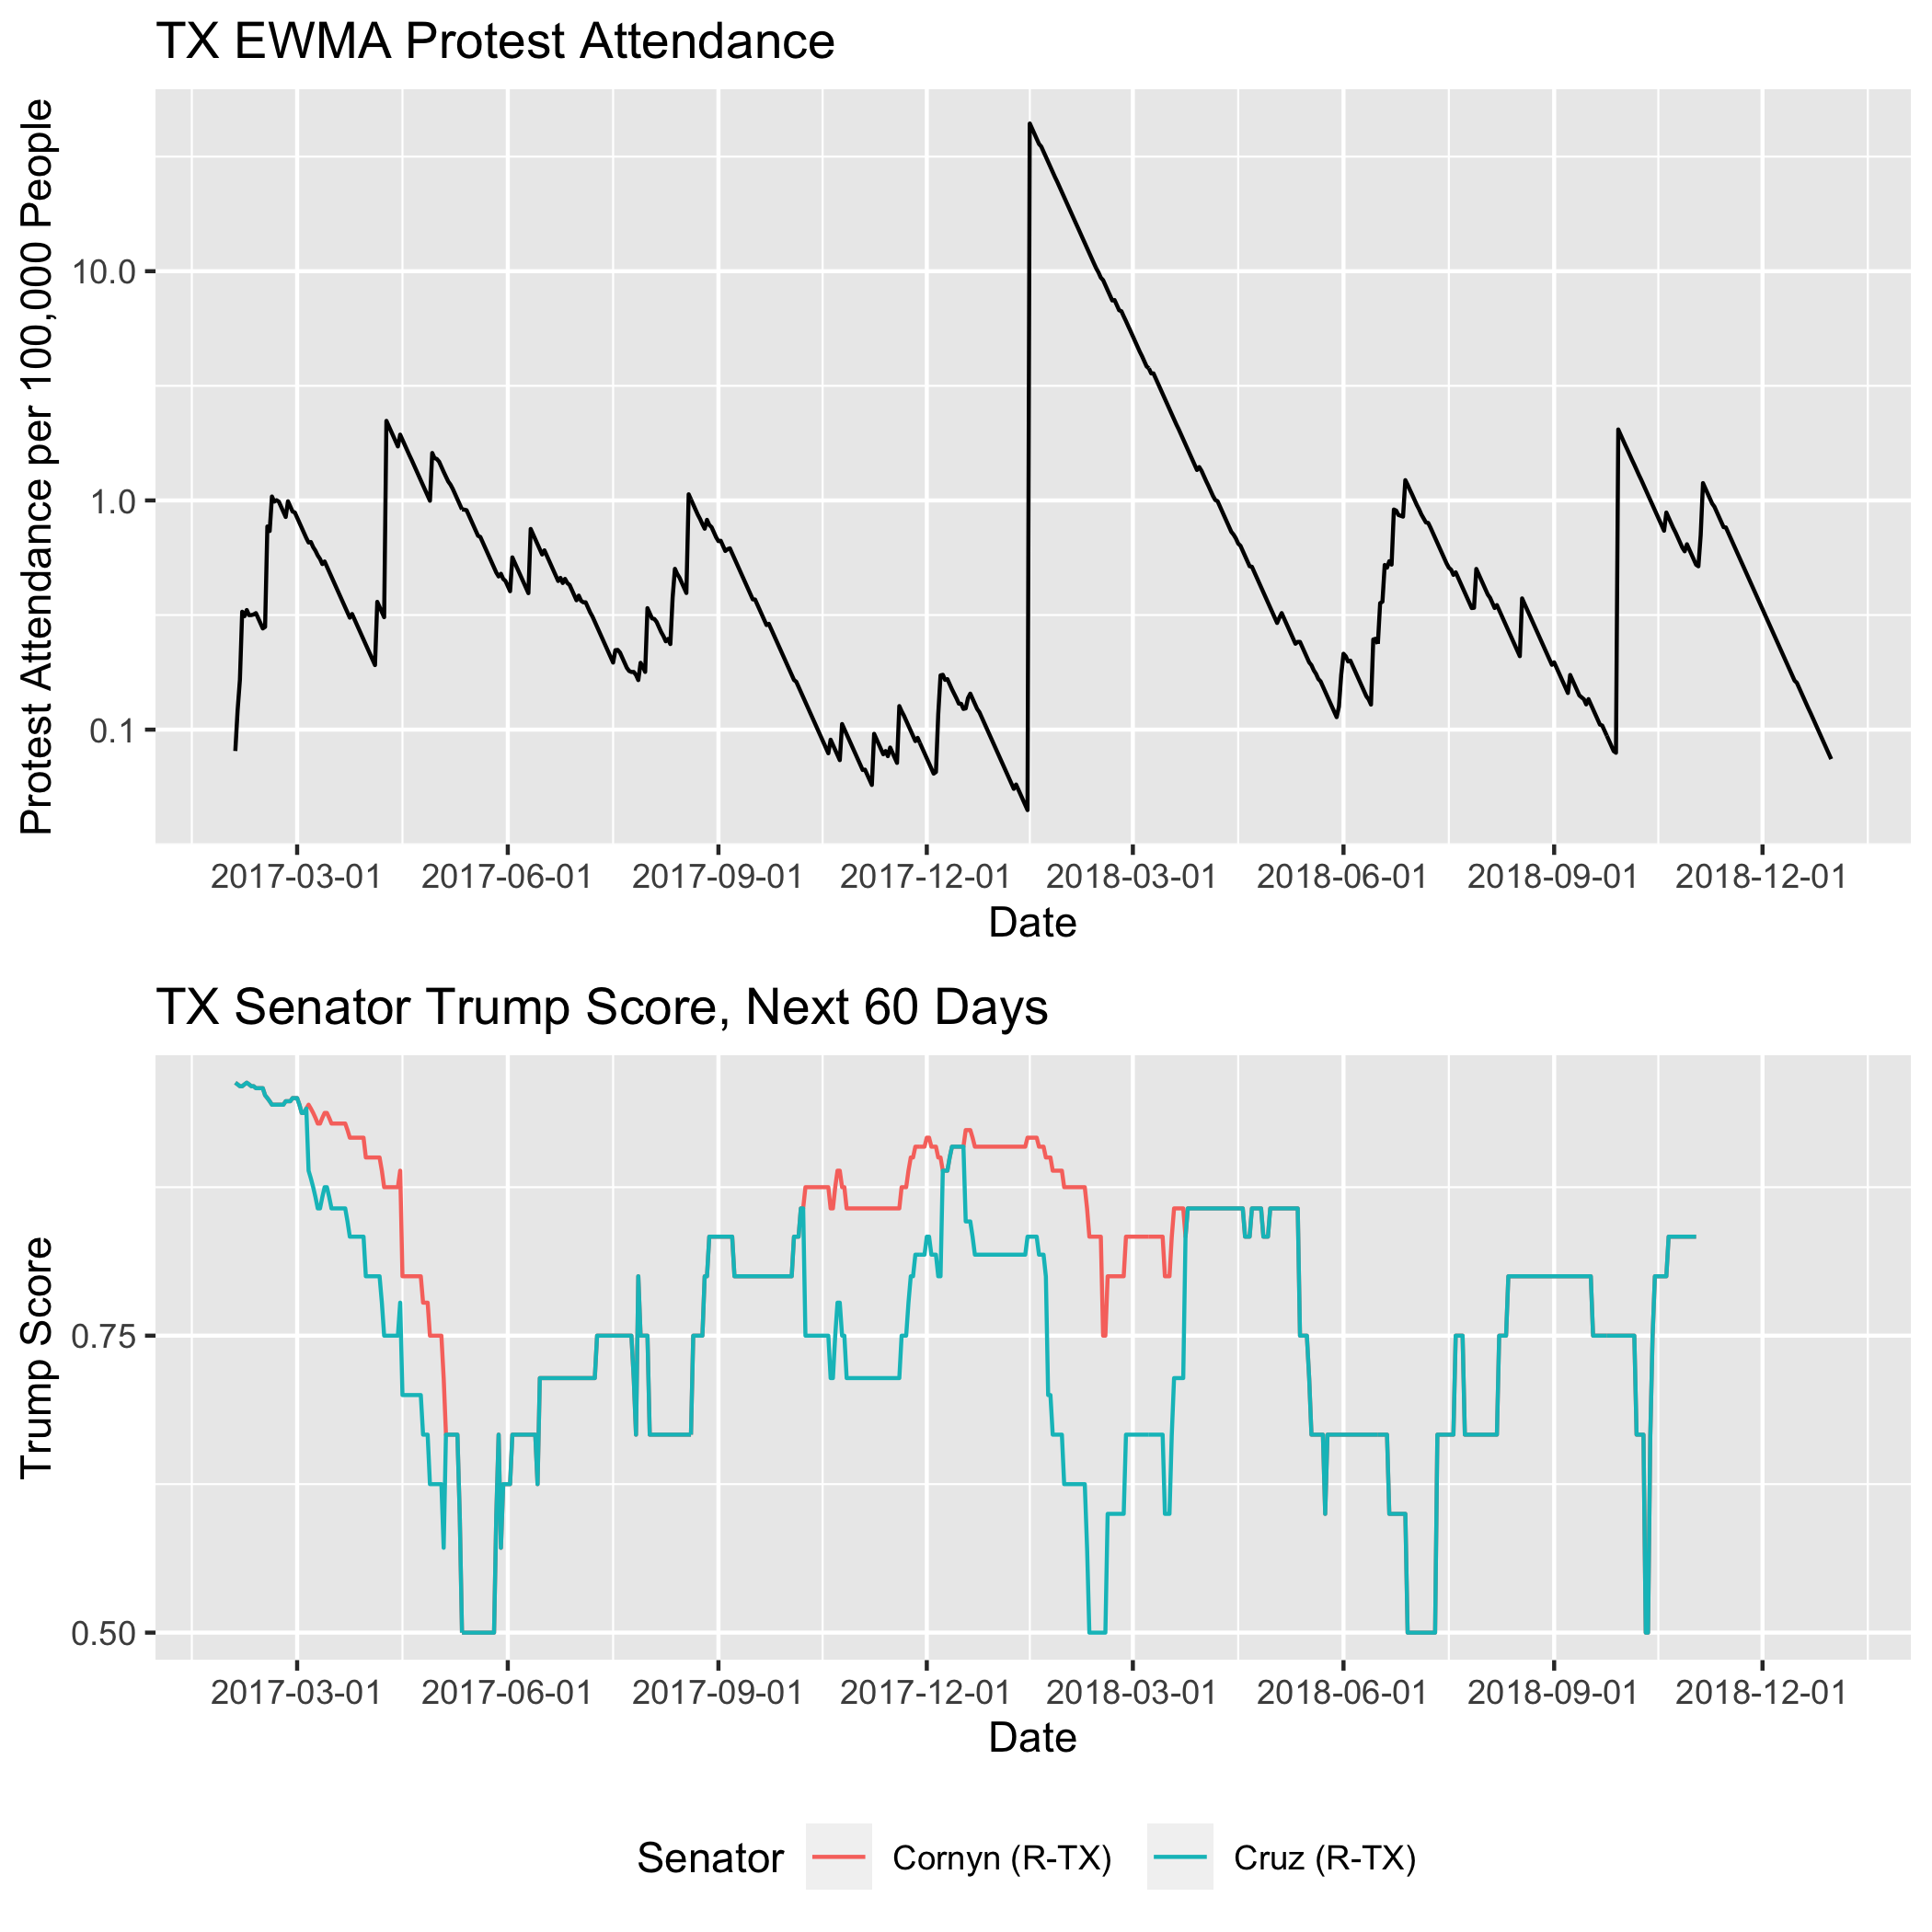 TX EWMA Protest Attendance
Protest Attendance per 100,000 People
10.0
1.0
0.1
2017-03-01 2017-06-01 2017-09-01 2017-12-01 2018-03-01 2018-06-01 2018-09-01 2018-12-01
Date
TX Senator Trump Score, Next 60 Days
Trump Score
0.75
0.50
2017-03-01 2017-06-01 2017-09-01 2017-12-01 2018-03-01 2018-06-01 2018-09-01 2018-12-01
Date
Senator Cornyn (R-TX) Cruz (R-TX)